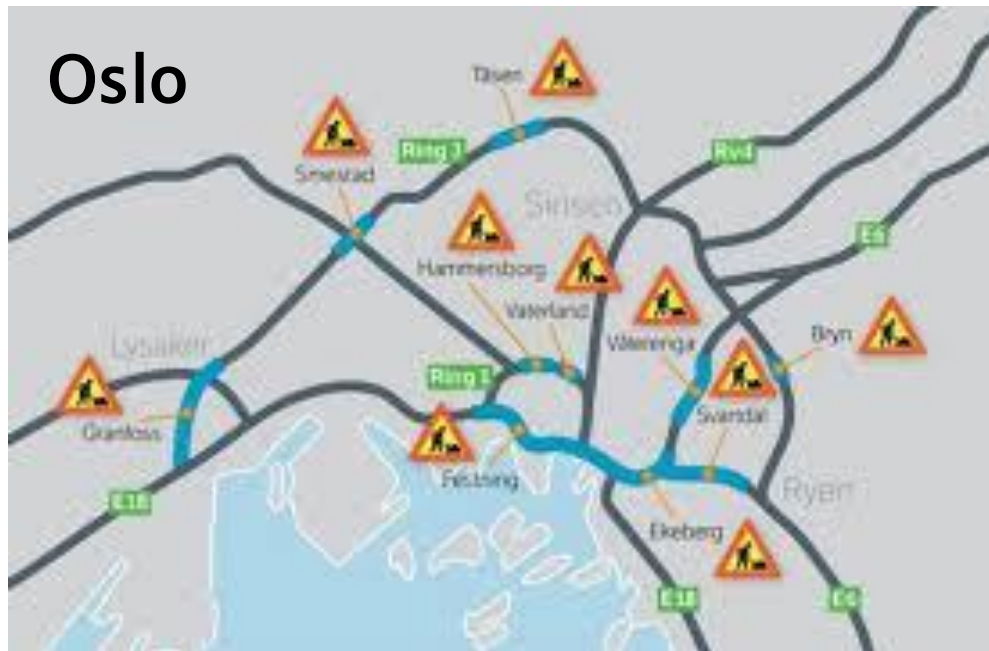 Oslo
Tåsen
Ring 3
Rv4
Smestad
Sinsen
E6
Hammersborg
Vaterland
Lysaker
Vålerenga
Bryn
Ring 1
Svartdal
Granfoss
Festning
Ryen
E18
Ekeberg
E18
E6